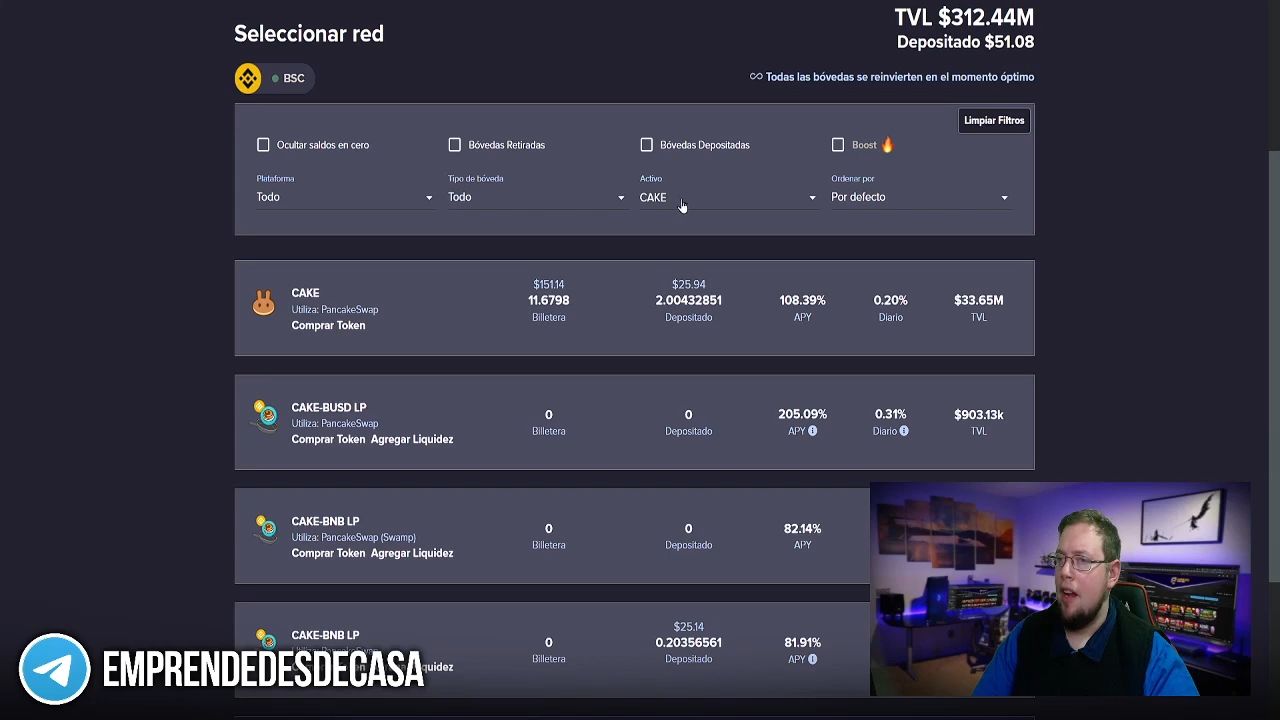 TVL $312.44M
Seleccionar red
Depositado $51.08
BSC
Todas las bóvedas se reinvierten en el momento óptimo
Limpiar Filtros
Ocultar saldos en cero
Bóvedas Retiradas
Bóvedas Depositadas
Boost
Plataforma
Tipo de bóveda
Activo
Ordenar por
Todo
Todo
CAKE
Por defecto
CAKE
Utiliza: PancakeSwap
Comprar Token
$151.14
11.6798
Billetera
$25.94
2.00432851
Depositado
108.39%
APY
0.20%
Diario
$33.65M
TVL
CAKE-BUSD LP
Utiliza: PancakeSwap
Comprar Token Agregar Liquidez
0
Billetera
0
Depositado
205.09%
APY
0.31%
Diario
$903.13k
TVL
CAKE-BNB LP
Utiliza: PancakeSwap (Swamp)
Comprar Token Agregar Liquidez
0
Billetera
0
Depositado
82.14%
APY
CAKE-BNB LP
0
Billetera
$25.14
0.20356561
Depositado
81.91%
APY
EMPRENDEDESDECASA